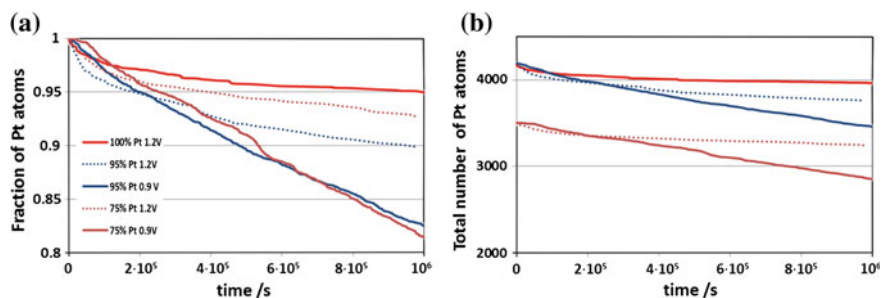 (a)
Fraction of Pt atoms
1
0.95
0.9
0.85
0.8
100% Pt 1.2V
95% Pt 1.2V
95% Pt 0.9 V
75% Pt 1.2V
75% Pt 0.9V
0
2·10⁵
4·10⁵
6·10⁵
8·10⁵
10⁶
time /s
(b)
Total number of Pt atoms
4000
3000
2000
0
2·10⁵
4·10⁵
6·10⁵
8·10⁵
10⁶
time /s